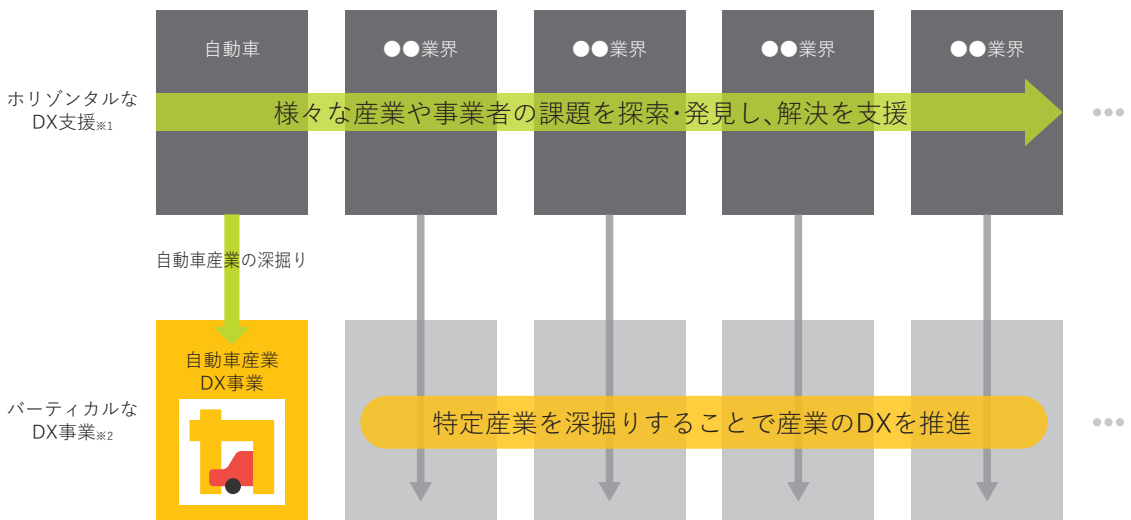 自動車
●●業界
●●業界
●●業界
●●業界
ホリゾンタルな
DX支援※1
様々な産業や事業者の課題を探索・発見し、解決を支援
●●●
自動車産業の深掘り
自動車産業
DX事業
バーティカルな
DX事業※2
特定産業を深掘りすることで産業のDXを推進
●●●